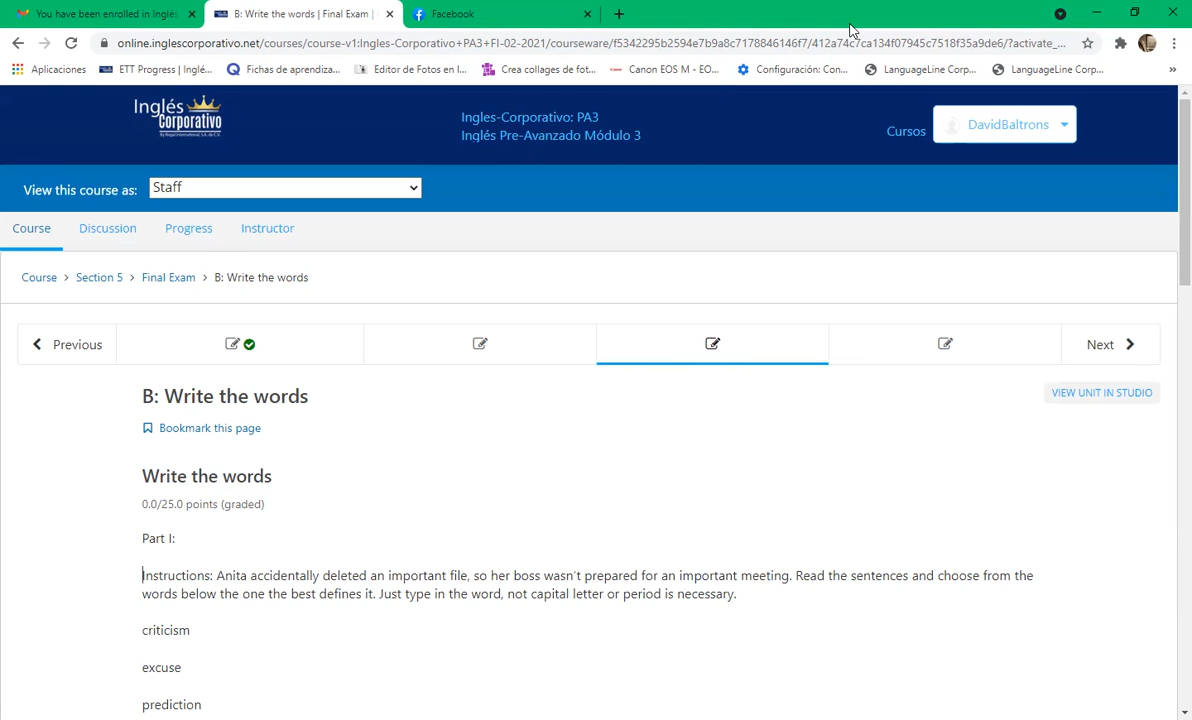 You have been enrolled in Inglés
B: Write the words | Final Exam |
Facebook
online.inglescorporativo.net/courses/course-v1:Ingles-Corporativo+PA3+FI-02-2021/courseware/f5342295b2594e7b9a8c7178846146f7/412a74c7ca134f07945c7518f35a9de6/?activate_...
Aplicaciones
ETT Progress | Inglé...
Fichas de aprendiza...
Editor de Fotos en l...
Crea collages de fot...
Canon EOS M - EO...
Configuración: Con...
LanguageLine Corp...
LanguageLine Corp...
»
Inglés
Corporativo
Ingles-Corporativo: PA3
Inglés Pre-Avanzado Módulo 3
Cursos
DavidBaltrons
View this course as:
Staff
Course
Discussion
Progress
Instructor
Course > Section 5 > Final Exam > B: Write the words
Previous
Next
B: Write the words
VIEW UNIT IN STUDIO
Bookmark this page
Write the words
0.0/25.0 points (graded)
Part I:
Instructions: Anita accidentally deleted an important file, so her boss wasn't prepared for an important meeting. Read the sentences and choose from the
words below the one the best defines it. Just type in the word, not capital letter or period is necessary.
criticism
excuse
prediction